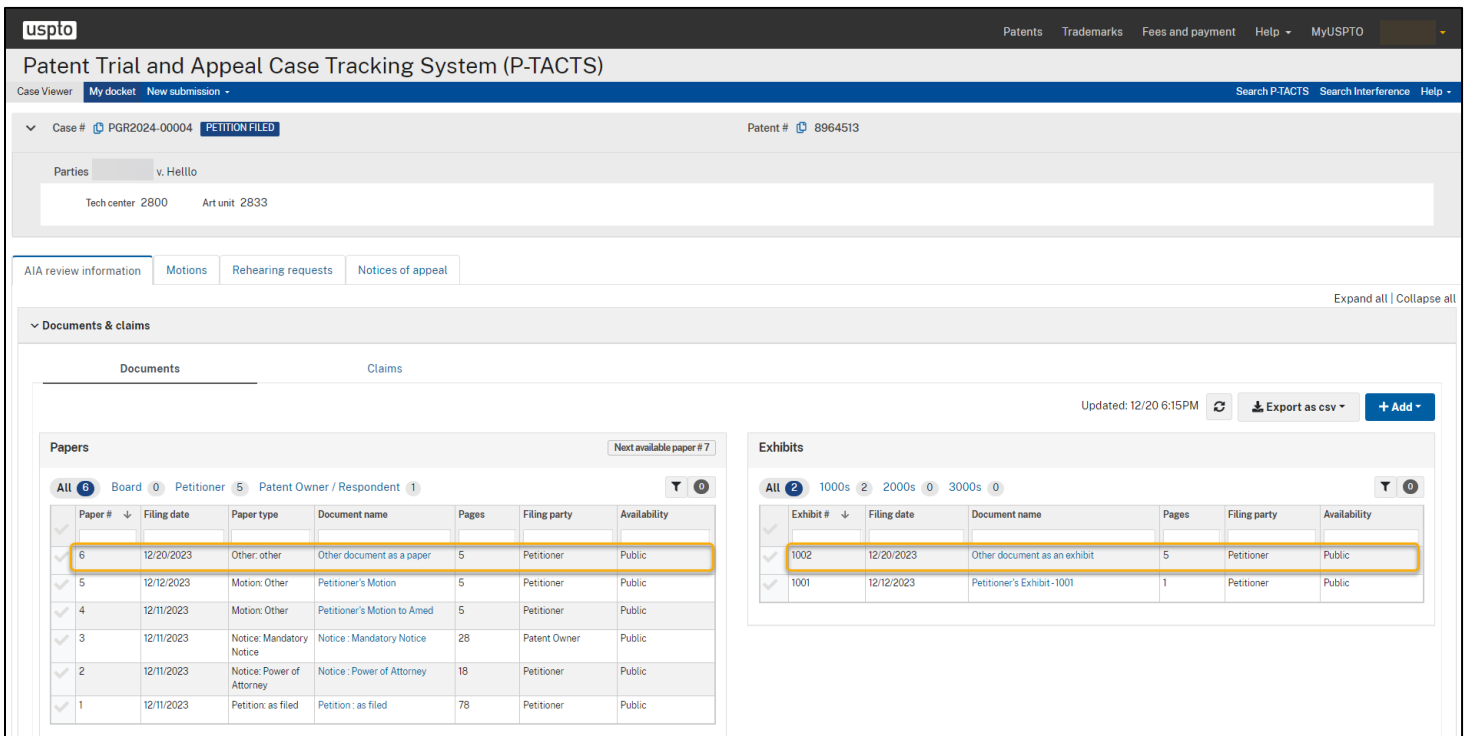 uspto
Patents Trademarks Fees and payment Help MyUSPTO
Patent Trial and Appeal Case Tracking System (P-TACTS)
Case Viewer My docket New submission Search P-TACTS Search Interference Help
Case # PGR2024-00004 PETITION FILED Patent # 8964513
Parties v. Helllo
Tech center 2800 Art unit 2833
AIA review information Motions Rehearing requests Notices of appeal
Expand all | Collapse all
Documents & claims
Documents Claims
Updated: 12/20 6:15PM Export as csv + Add
Papers Next available paper # 7 Exhibits
All 6 Board 0 Petitioner 5 Patent Owner / Respondent 1 0 All 2 1000s 2 2000s 0 3000s 0 0
Paper # Filing date Paper type Document name Pages Filing party Availability Exhibit # Filing date Document name Pages Filing party Availability
6 12/20/2023 Other: other Other document as a paper 5 Petitioner Public 1002 12/20/2023 Other document as an exhibit 5 Petitioner Public
5 12/12/2023 Motion: Other Petitioner's Motion 5 Petitioner Public 1001 12/12/2023 Petitioner's Exhibit-1001 1 Petitioner Public
4 12/11/2023 Motion: Other Petitioner's Motion to Amed 5 Petitioner Public
3 12/11/2023 Notice: Mandatory Notice : Mandatory Notice 28 Patent Owner Public
Notice
2 12/11/2023 Notice: Power of Notice : Power of Attorney 18 Petitioner Public
Attorney
1 12/11/2023 Petition: as filed Petition : as filed 78 Petitioner Public